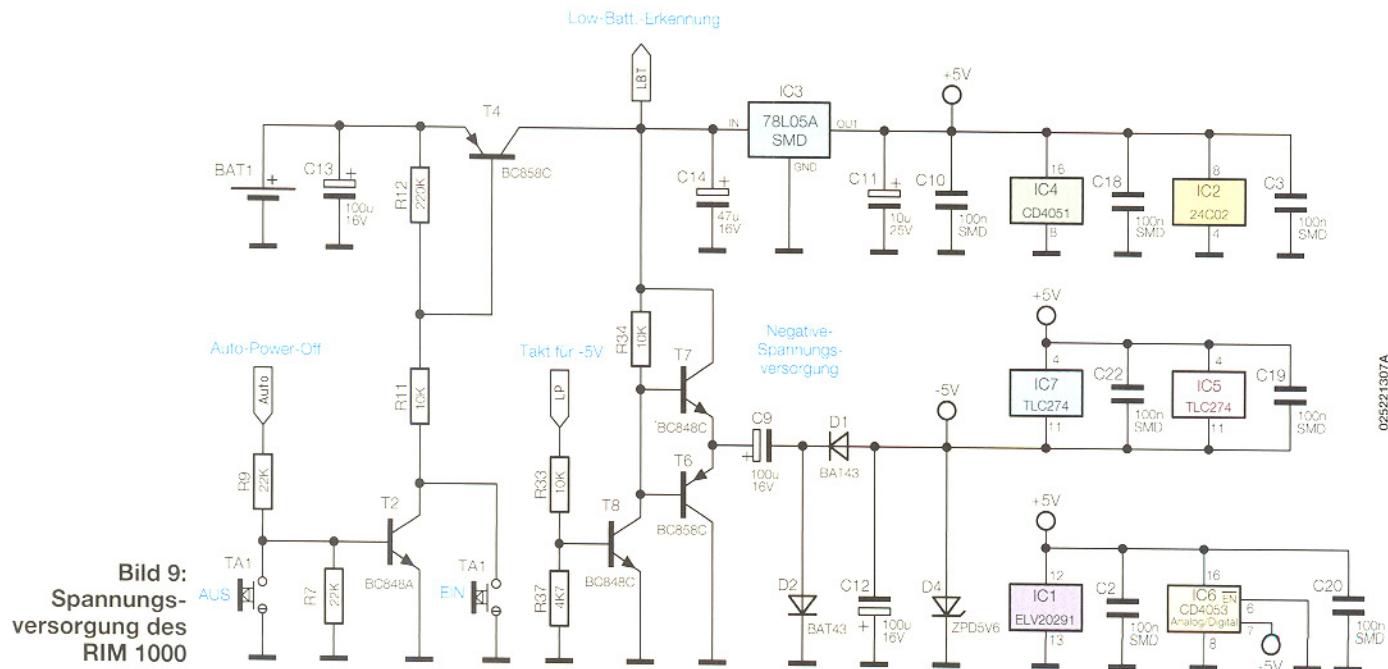 Low-Batt.-Erkennung
LBT
+5V
T4
IC3
IN
78L05A
SMD
OUT
GND
BC858C
BAT1
+
C13
+
100u
16V
R12
220K
C14
+
47u
16V
C11
+
10u
25V
C10
100n
SMD
16
IC4
CD4051
8
C18
100n
SMD
8
IC2
24C02
4
C3
100n
SMD
Auto-Power-Off
Auto
R11
10K
Takt für -5V
LP
R34
10K
T7
BC848C
Negative-
Spannungs-
versorgung
+5V
4
IC7
TLC274
11
C22
100n
SMD
4
IC5
TLC274
11
C19
100n
SMD
-5V
R9
22K
T2
BC848A
R33
10K
T8
BC848C
T6
BC858C
C9
+
100u
16V
D1
BAT43
TA1
AUS
R7
22K
TA1
EIN
R37
4K7
D2
BAT43
C12
+
100u
16V
D4
ZPD5V6
+5V
12
IC1
ELV20291
13
C2
100n
SMD
16
IC6
EN
CD4053
Analog/Digital
6
7
8
-5V
C20
100n
SMD
Bild 9:
Spannungs-
versorgung des
RIM 1000
025221307A